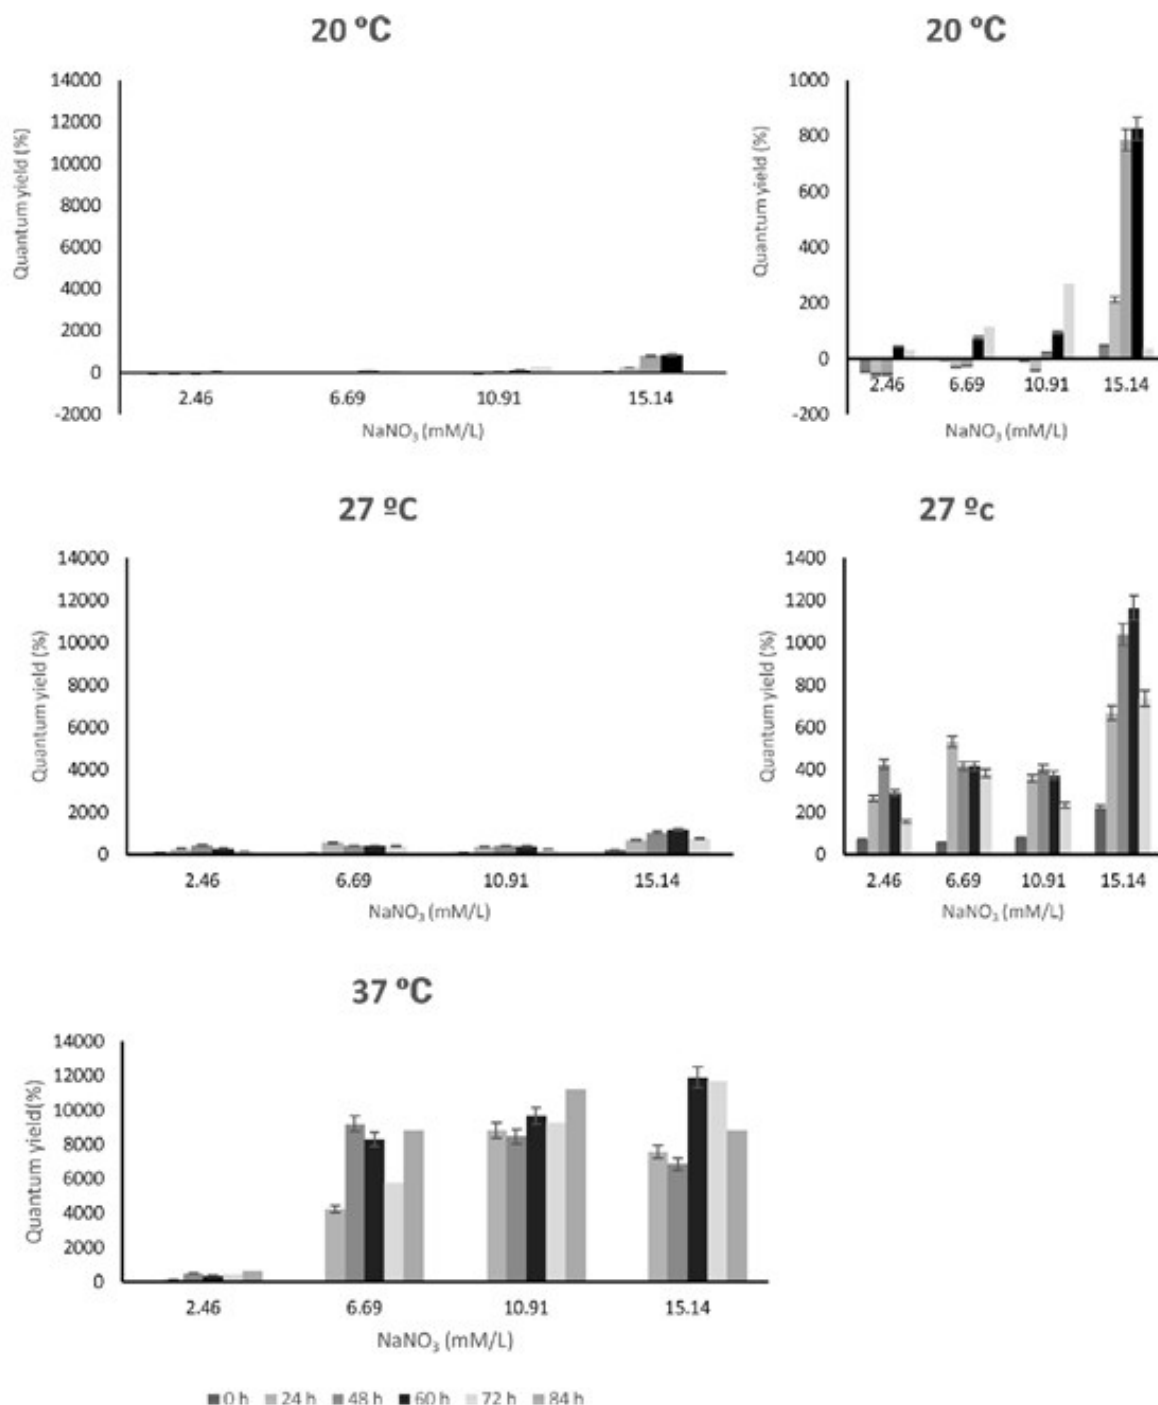 20 ºC
14000
12000
10000
8000
6000
4000
2000
0
-2000
Quantum yield (%)
2.46 6.69 10.91 15.14
NaNO₃ (mM/L)
20 ºC
1000
800
600
400
200
0
-200
Quantum yield (%)
2.46 6.69 10.91 15.14
NaNO₃ (mM/L)
27 ºC
14000
12000
10000
8000
6000
4000
2000
0
Quantum yield (%)
2.46 6.69 10.91 15.14
NaNO₃ (mM/L)
27 ºc
1400
1200
1000
800
600
400
200
0
Quantum yield (%)
2.46 6.69 10.91 15.14
NaNO₃ (mM/L)
37 ºC
14000
12000
10000
8000
6000
4000
2000
0
Quantum yield(%)
2.46 6.69 10.91 15.14
NaNO₃ (mM/L)
0 h 24 h 48 h 60 h 72 h 84 h